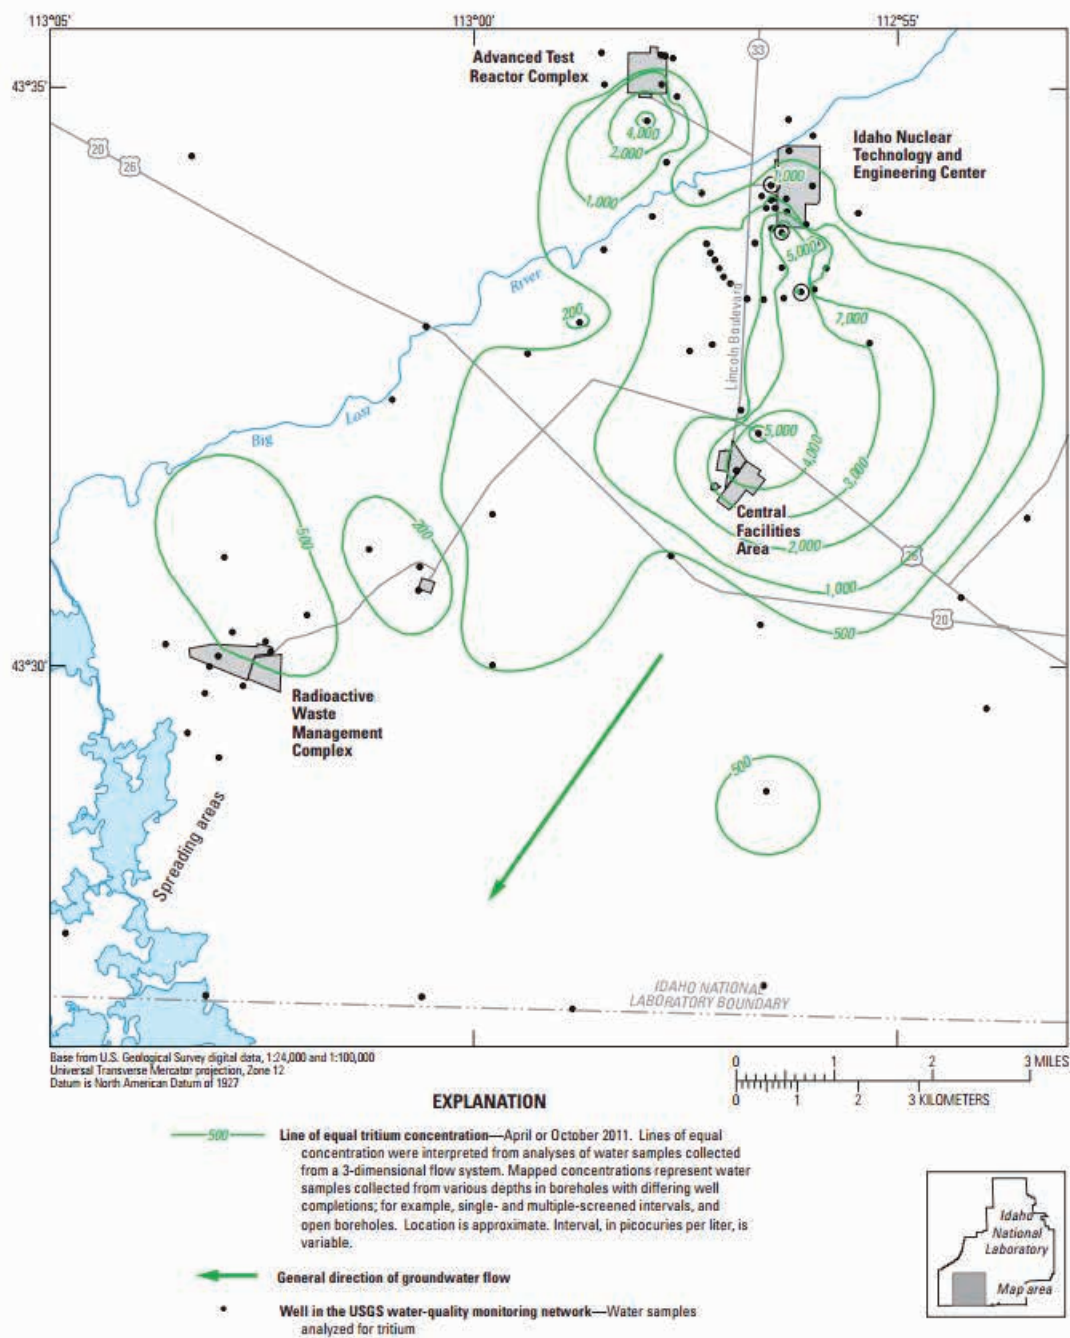 113°05'
113°00'
112°55'
43°35'
43°30'
Advanced Test
Reactor Complex
33
20
26
4,000
2,000
1,000
Idaho Nuclear
Technology and
Engineering Center
1,000
5,000
River
200
7,000
Lincoln Boulevard
Lost
Big
5,000
4,000
3,000
500
200
Central
Facilities
Area
2,000
26
1,000
20
500
Radioactive
Waste
Management
Complex
500
Spreading areas
IDAHO NATIONAL
LABORATORY BOUNDARY
Base from U.S. Geological Survey digital data, 1:24,000 and 1:100,000
Universal Transverse Mercator projection, Zone 12
Datum is North American Datum of 1927
0 1 2 3 MILES
0 1 2 3 KILOMETERS
EXPLANATION
500 Line of equal tritium concentration—April or October 2011. Lines of equal
concentration were interpreted from analyses of water samples collected
from a 3-dimensional flow system. Mapped concentrations represent water
samples collected from various depths in boreholes with differing well
completions; for example, single- and multiple-screened intervals, and
open boreholes. Location is approximate. Interval, in picocuries per liter, is
variable.
General direction of groundwater flow
Well in the USGS water-quality monitoring network—Water samples
analyzed for tritium
Idaho
National
Laboratory
Map area